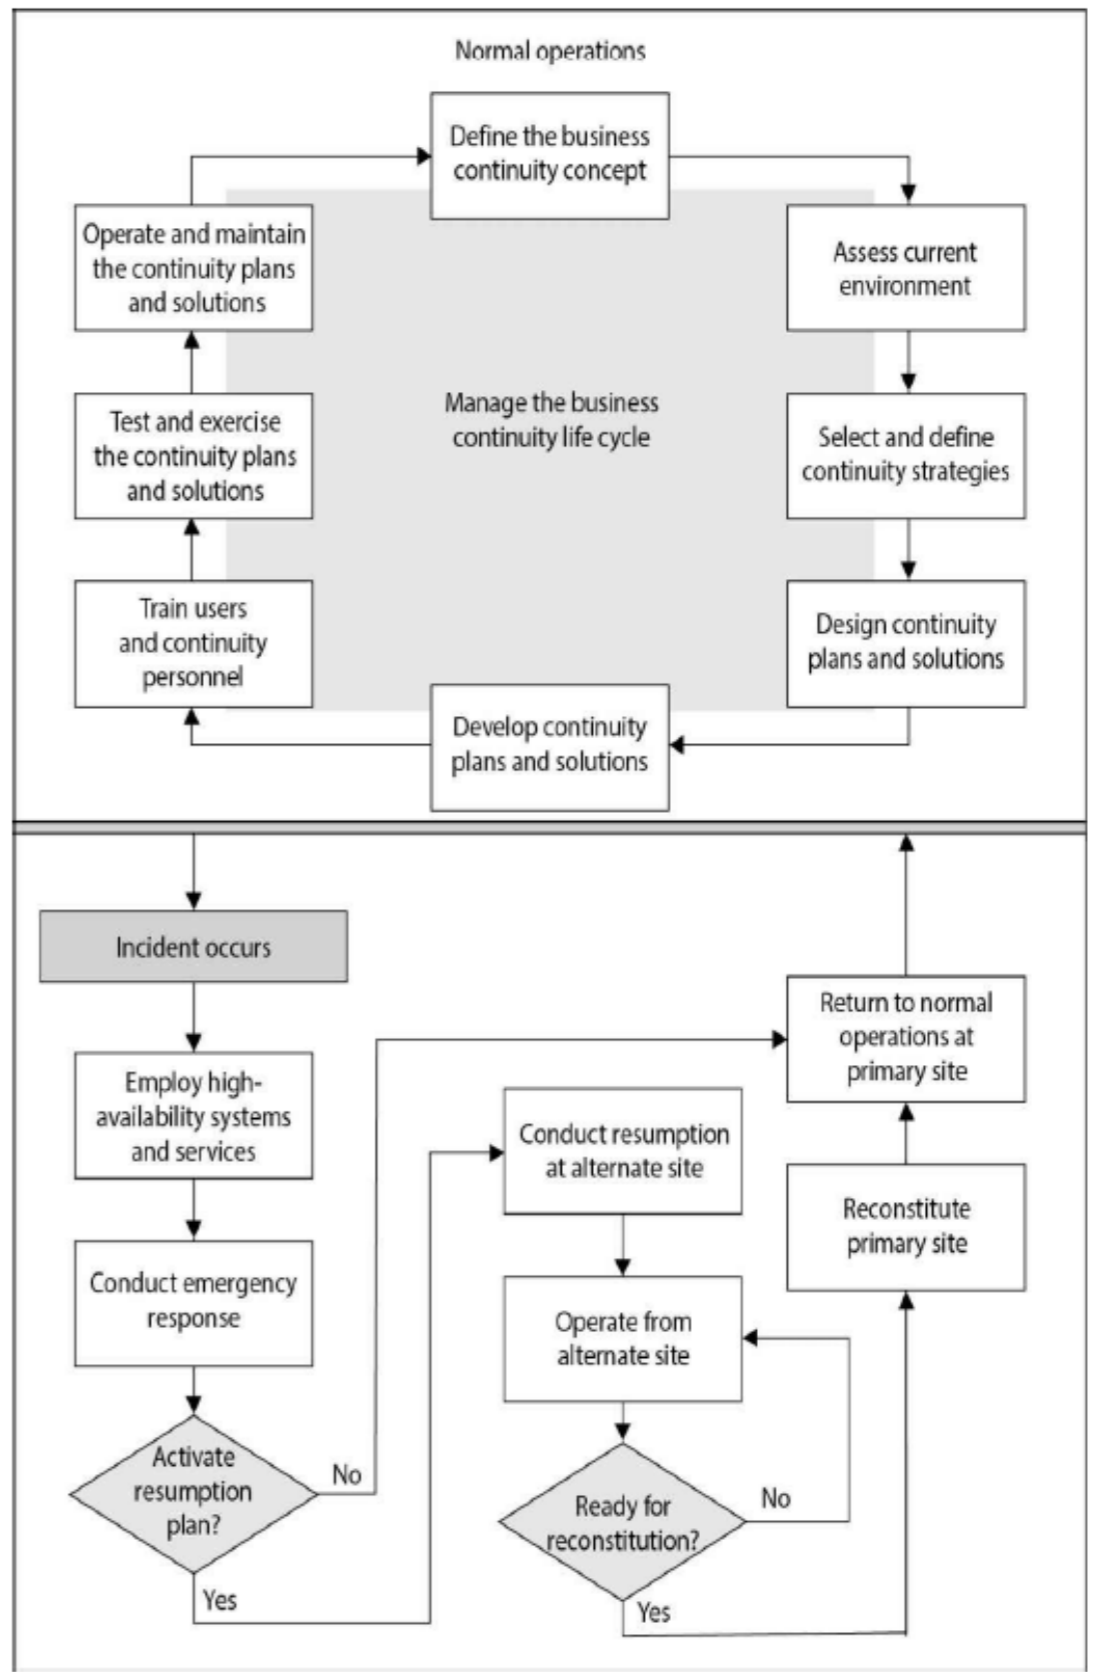 Normal operations
Define the business
continuity concept
Assess current
environment
Select and define
continuity strategies
Design continuity
plans and solutions
Develop continuity
plans and solutions
Train users
and continuity
personnel
Test and exercise
the continuity plans
and solutions
Operate and maintain
the continuity plans
and solutions
Manage the business
continuity life cycle
Incident occurs
Employ high-
availability systems
and services
Conduct emergency
response
Activate
resumption
plan?
No
Yes
Conduct resumption
at alternate site
Operate from
alternate site
Ready for
reconstitution?
No
Yes
Reconstitute
primary site
Return to normal
operations at
primary site